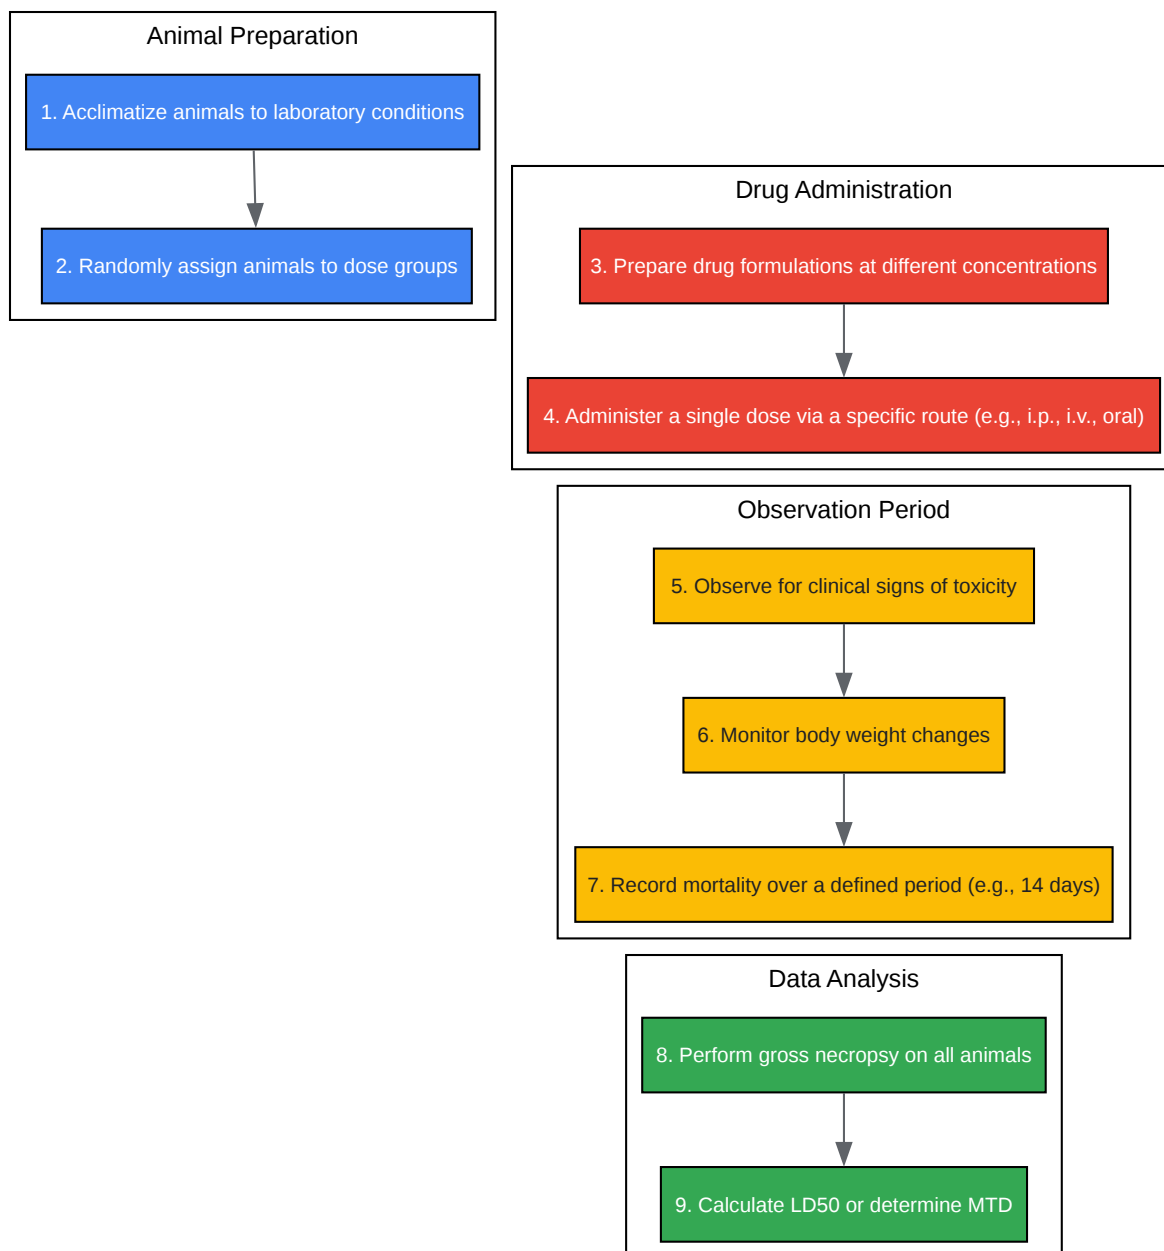 Animal Preparation
1. Acclimatize animals to laboratory conditions
2. Randomly assign animals to dose groups
Drug Administration
3. Prepare drug formulations at different concentrations
4. Administer a single dose via a specific route (e.g., i.p., i.v., oral)
Observation Period
5. Observe for clinical signs of toxicity
6. Monitor body weight changes
7. Record mortality over a defined period (e.g., 14 days)
Data Analysis
8. Perform gross necropsy on all animals
9. Calculate LD50 or determine MTD